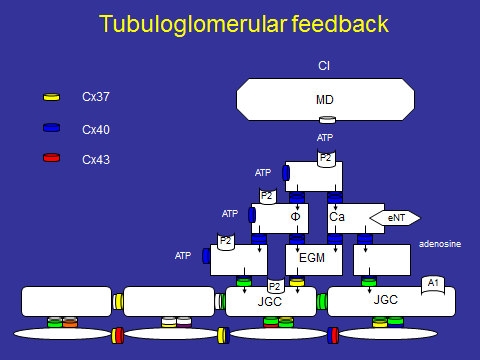 Tubuloglomerular feedback
Cl
Cx37
MD
Cx40
ATP
Cx43
P2
ATP
P2
ATP
Φ
Ca
eNT
P2
adenosine
ATP
EGM
P2
A1
JGC
JGC